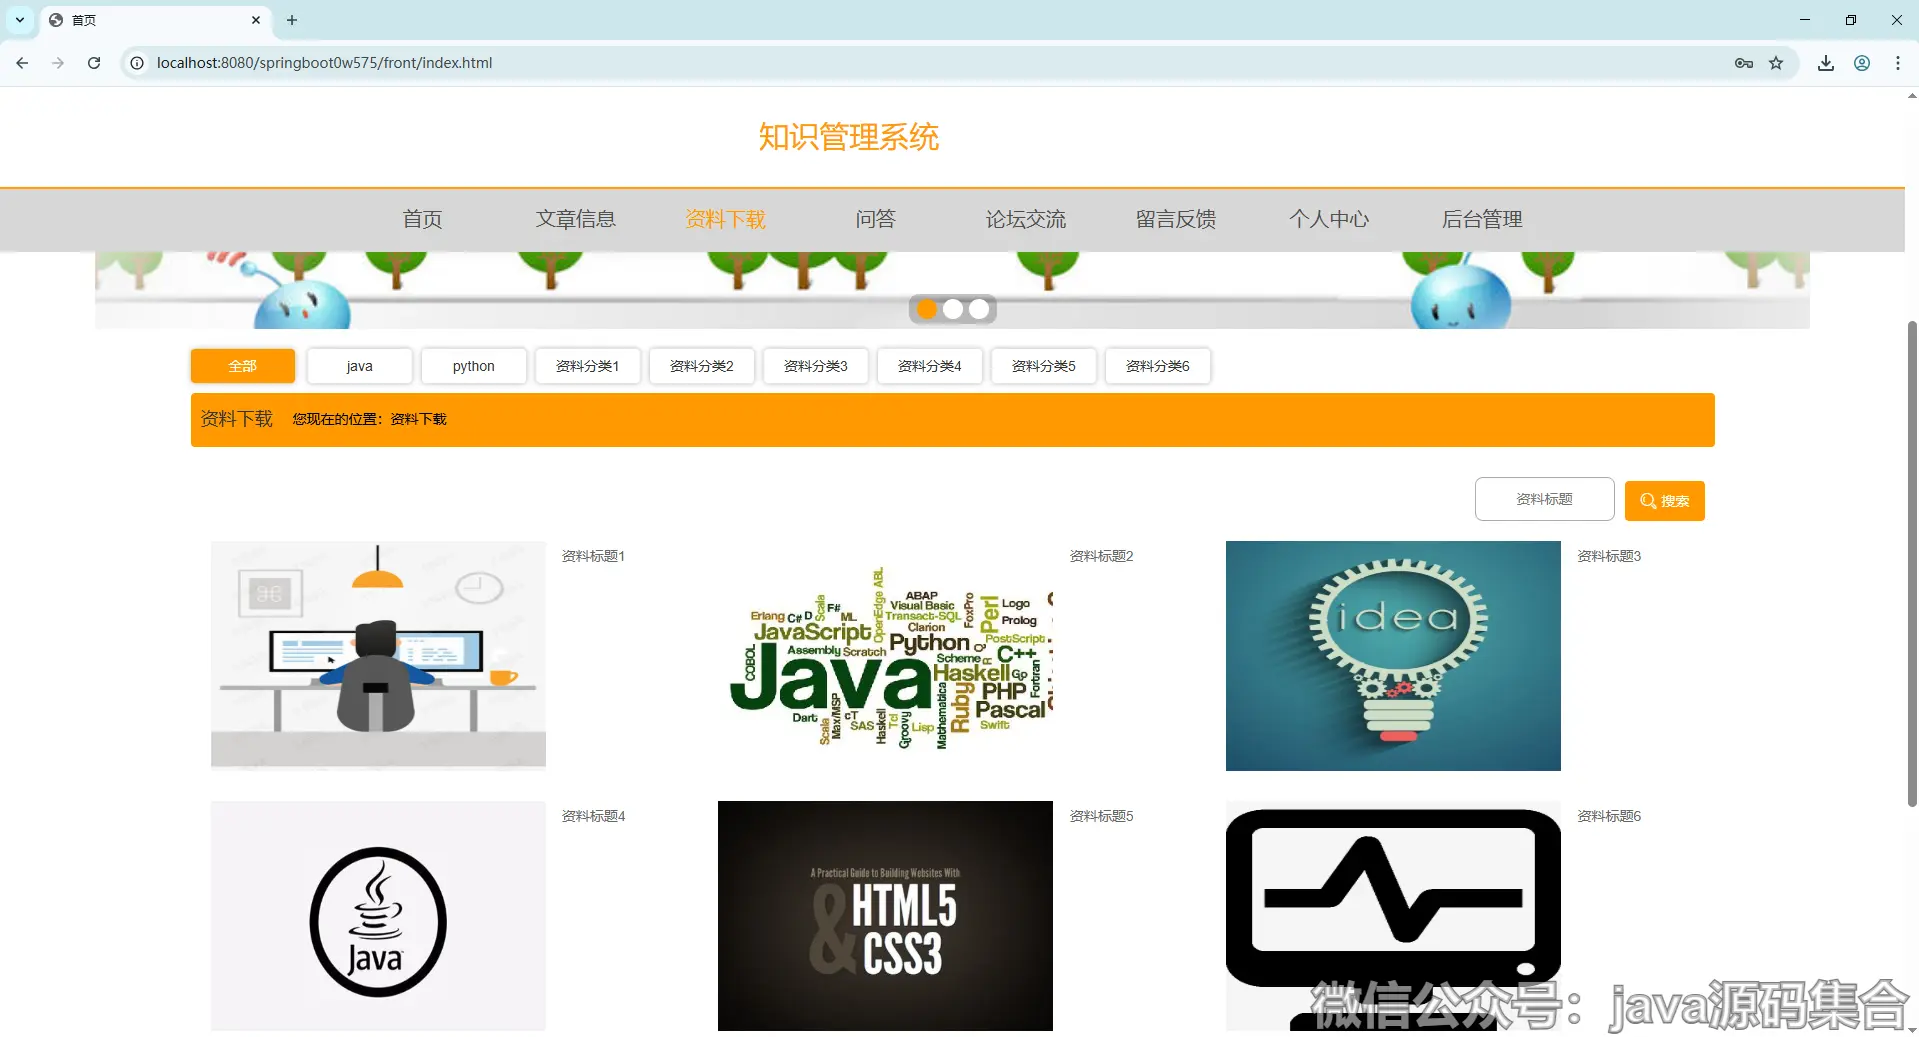 首页
localhost:8080/springboot0w575/front/index.html
知识管理系统
首页 文章信息 资料下载 问答 论坛交流 留言反馈 个人中心 后台管理
全部 java python 资料分类1 资料分类2 资料分类3 资料分类4 资料分类5 资料分类6
资料下载 您现在的位置：资料下载
资料标题 搜索
资料标题1
资料标题2
资料标题3
idea
OpenEdge ABL
ABAP
Visual Basic
FoxPro
Perl
Logo
Erlang C# D Scala F# ML
Transact-SQL
Clarion
Prolog
JavaScript
Python
PostScript
COBOL
Assembly Scratch
Scheme Q R C++
Java
Haskell Go Fortran
PHP
Pascal
Ruby
Mathematica
Dart Scala Max/MSP cT SAS Haskell Tcl Groovy Lisp Swift
资料标题4
资料标题5
资料标题6
Java
A Practical Guide to Building Websites With
HTML5
& CSS3
微信公众号：java源码集合